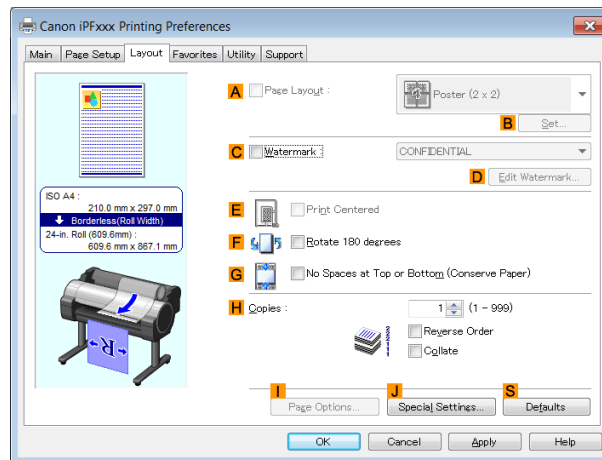 Canon iPFxxx Printing Preferences
Main Page Setup Layout Favorites Utility Support
A Page Layout : Poster (2 x 2)
B Set...
C Watermark : CONFIDENTIAL
D Edit Watermark...
ISO A4 :
210.0 mm x 297.0 mm
Borderless(Roll Width)
24-in. Roll (609.6mm) :
609.6 mm x 867.1 mm
E Print Centered
F Rotate 180 degrees
G No Spaces at Top or Bottom (Conserve Paper)
H Copies : 1 (1 - 999)
Reverse Order
Collate
R
I J S
Page Options... Special Settings... Defaults
OK Cancel Apply Help